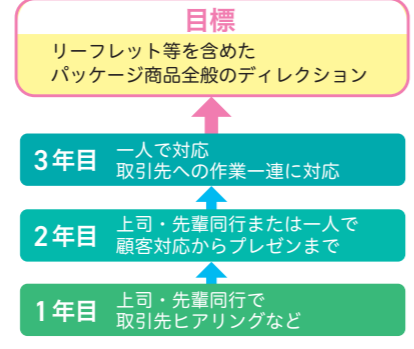 目標
リーフレット等を含めた
パッケージ商品全般のディレクション
3年目
一人で対応
取引先への作業一連に対応
2年目
上司・先輩同行または一人で
顧客対応からプレゼンまで
1年目
上司・先輩同行で
取引先ヒアリングなど